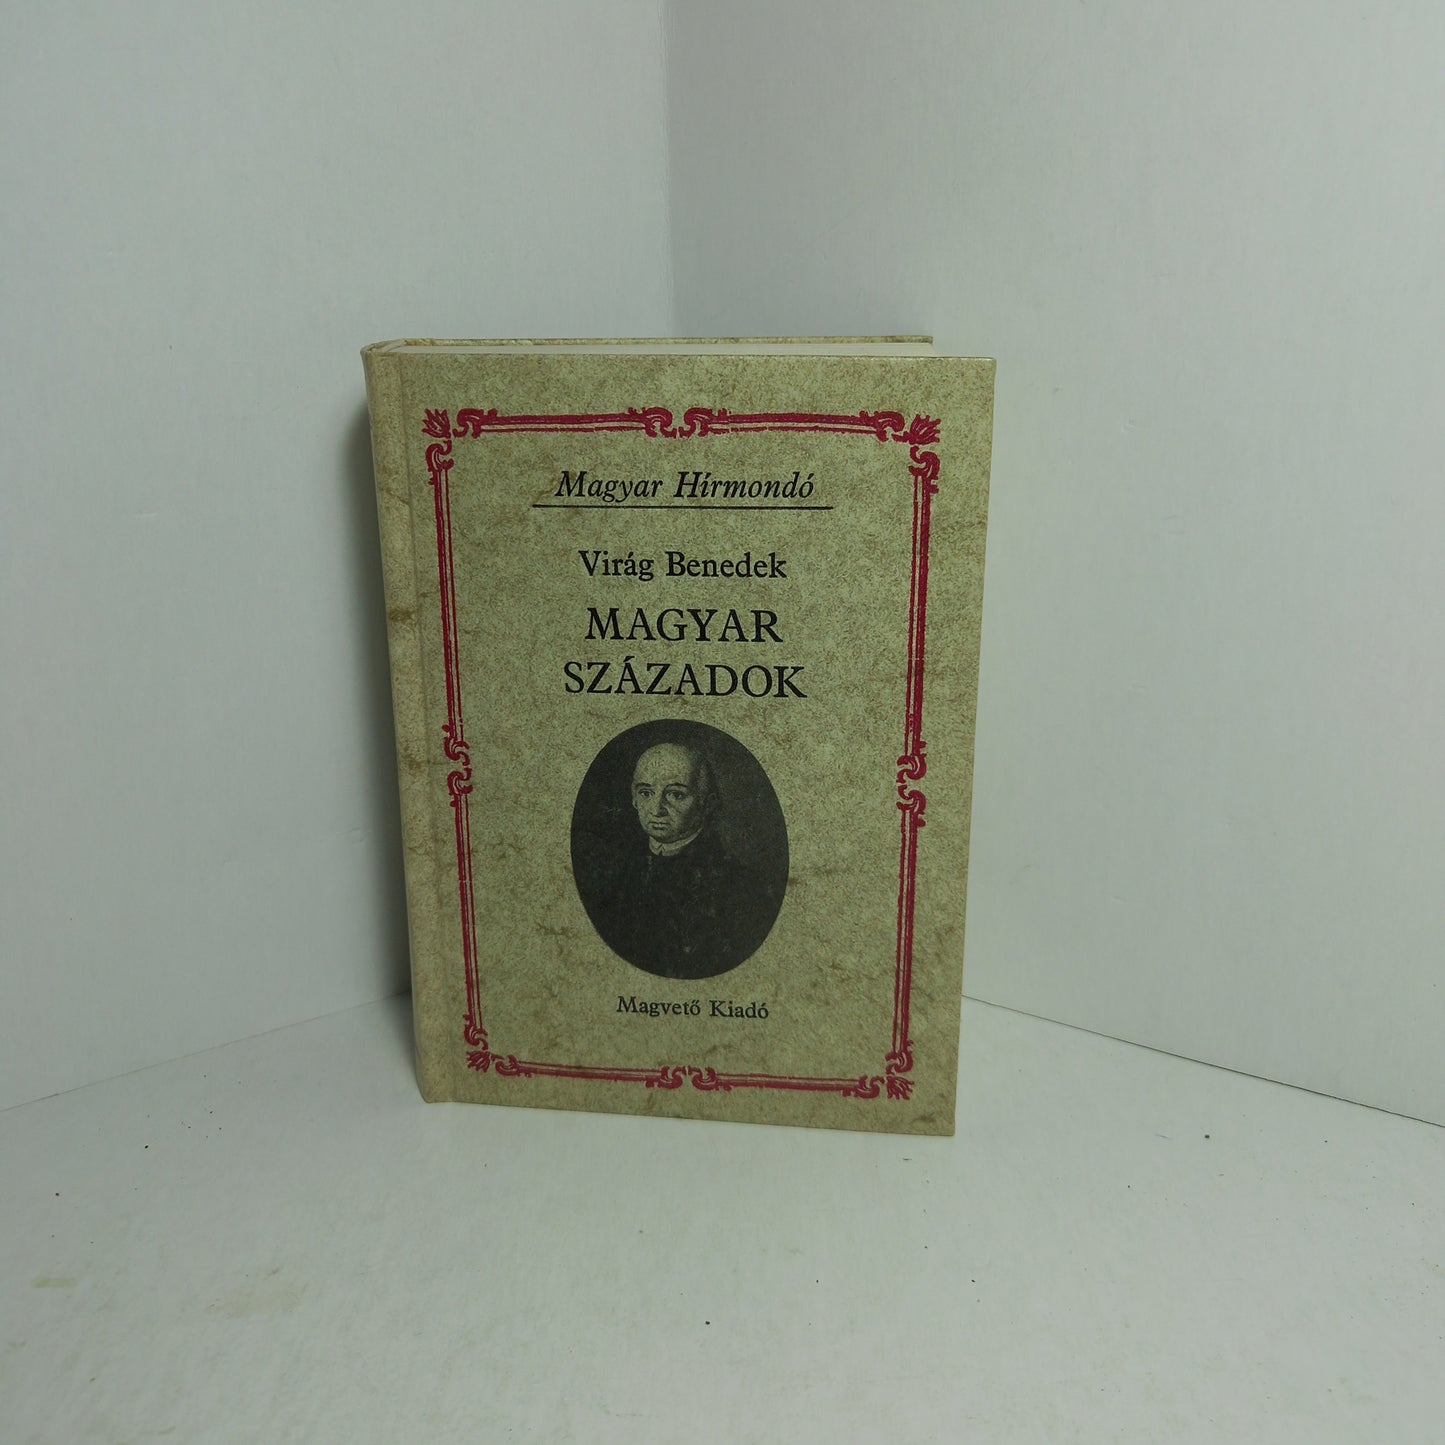 Magyar Hírmondó
Virág Benedek
MAGYAR
SZÁZADOK
Magvető Kiadó